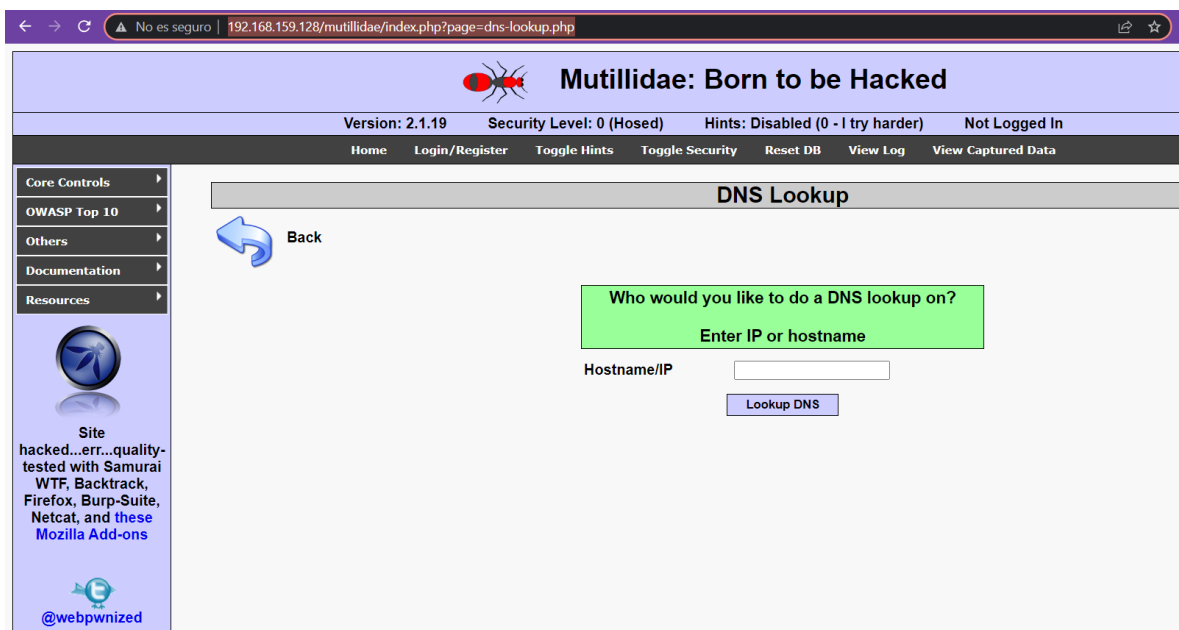 No es seguro | 192.168.159.128/mutillidae/index.php?page=dns-lookup.php
Mutillidae: Born to be Hacked
Version: 2.1.19 Security Level: 0 (Hosed) Hints: Disabled (0 - I try harder) Not Logged In
Home Login/Register Toggle Hints Toggle Security Reset DB View Log View Captured Data
Core Controls
OWASP Top 10
Others
Documentation
Resources
Site
hacked...err...quality-
tested with Samurai
WTF, Backtrack,
Firefox, Burp-Suite,
Netcat, and these
Mozilla Add-ons
@webpwnized
DNS Lookup
Back
Who would you like to do a DNS lookup on?
Enter IP or hostname
Hostname/IP
Lookup DNS